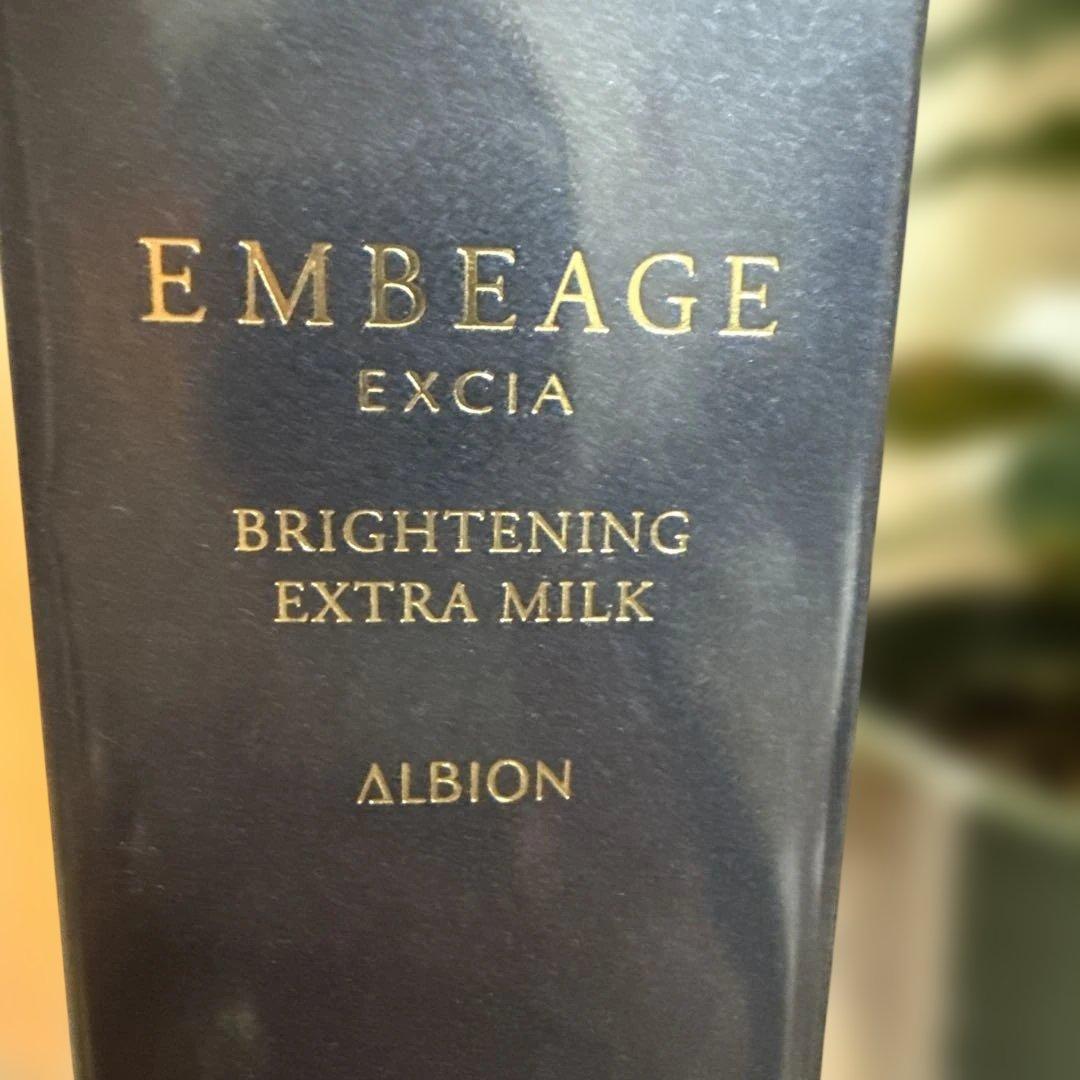 EMBEAGE
EXCIA
BRIGHTENING
EXTRA MILK
ALBION